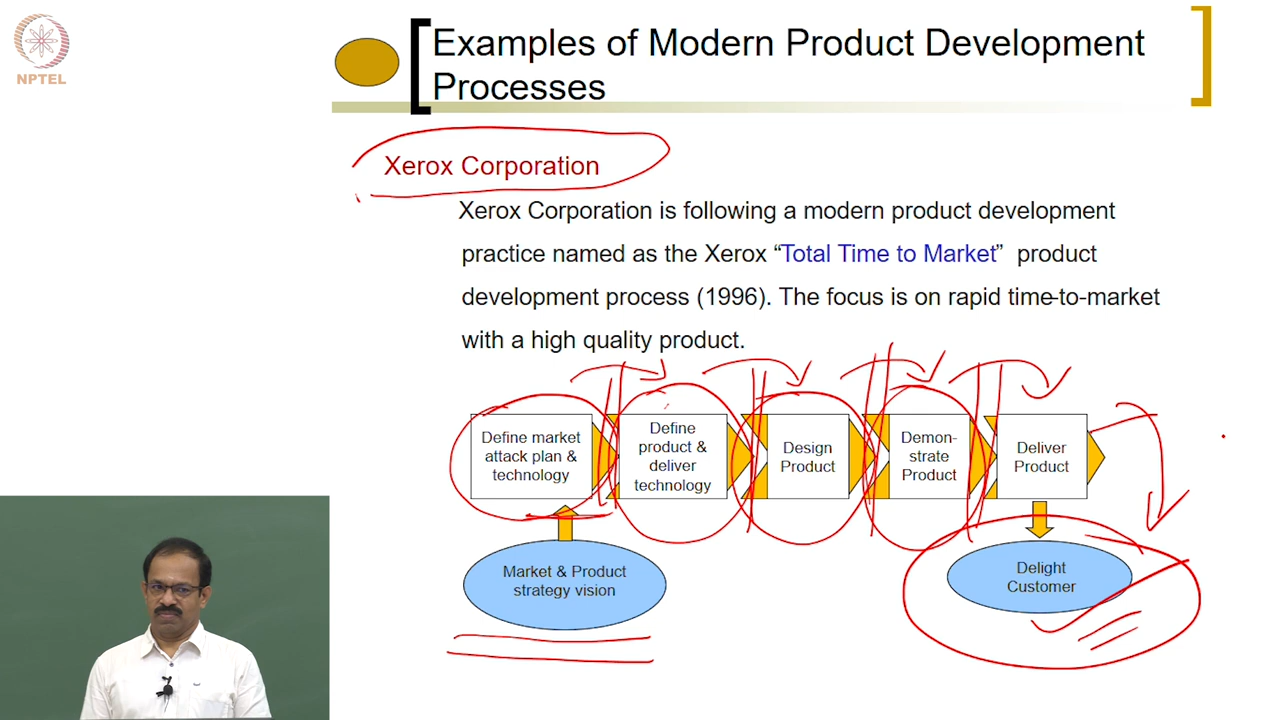 NPTEL
Examples of Modern Product Development
Processes
Xerox Corporation
Xerox Corporation is following a modern product development
practice named as the Xerox “Total Time to Market” product
development process (1996). The focus is on rapid time-to-market
with a high quality product.
Define market
attack plan &
technology
Define
product &
deliver
technology
Design
Product
Demon-
strate
Product
Deliver
Product
Market & Product
strategy vision
Delight
Customer